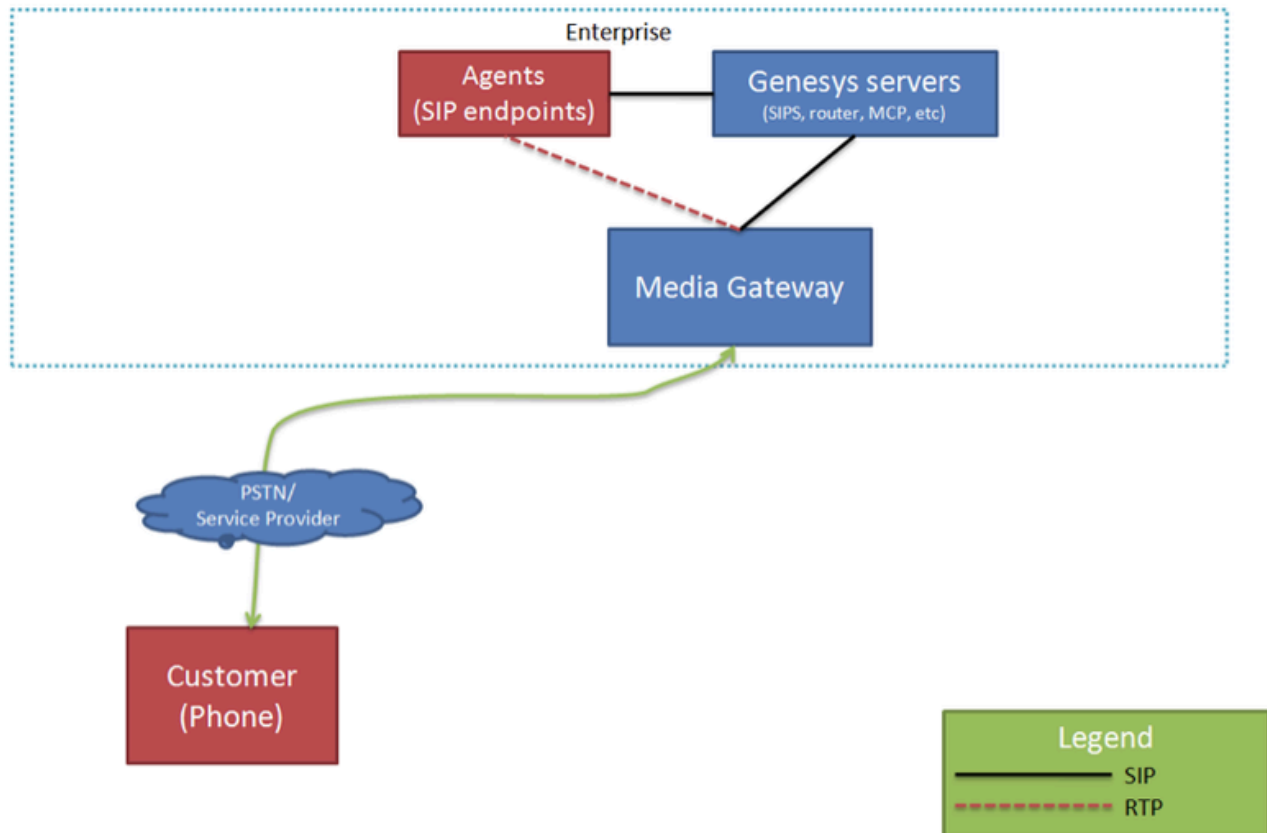 Enterprise
Agents
(SIP endpoints)
Genesys servers
(SIPS, router, MCP, etc)
Media Gateway
PSTN/
Service Provider
Customer
(Phone)
Legend
SIP
RTP